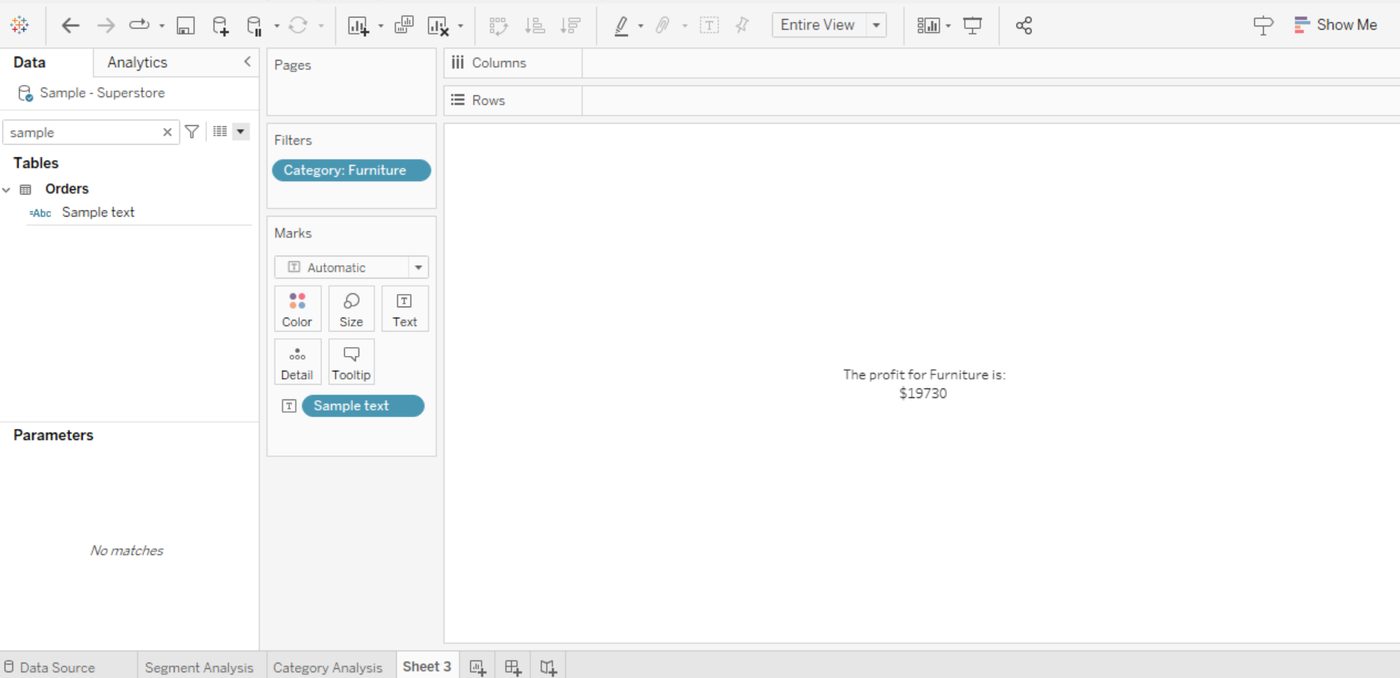 Entire View
Show Me
Data
Analytics
Sample - Superstore
sample
Tables
Orders
=Abc Sample text
Parameters
No matches
Pages
Filters
Category: Furniture
Marks
Automatic
Color
Size
Text
Detail
Tooltip
Sample text
Columns
Rows
The profit for Furniture is:
$19730
Data Source
Segment Analysis
Category Analysis
Sheet 3